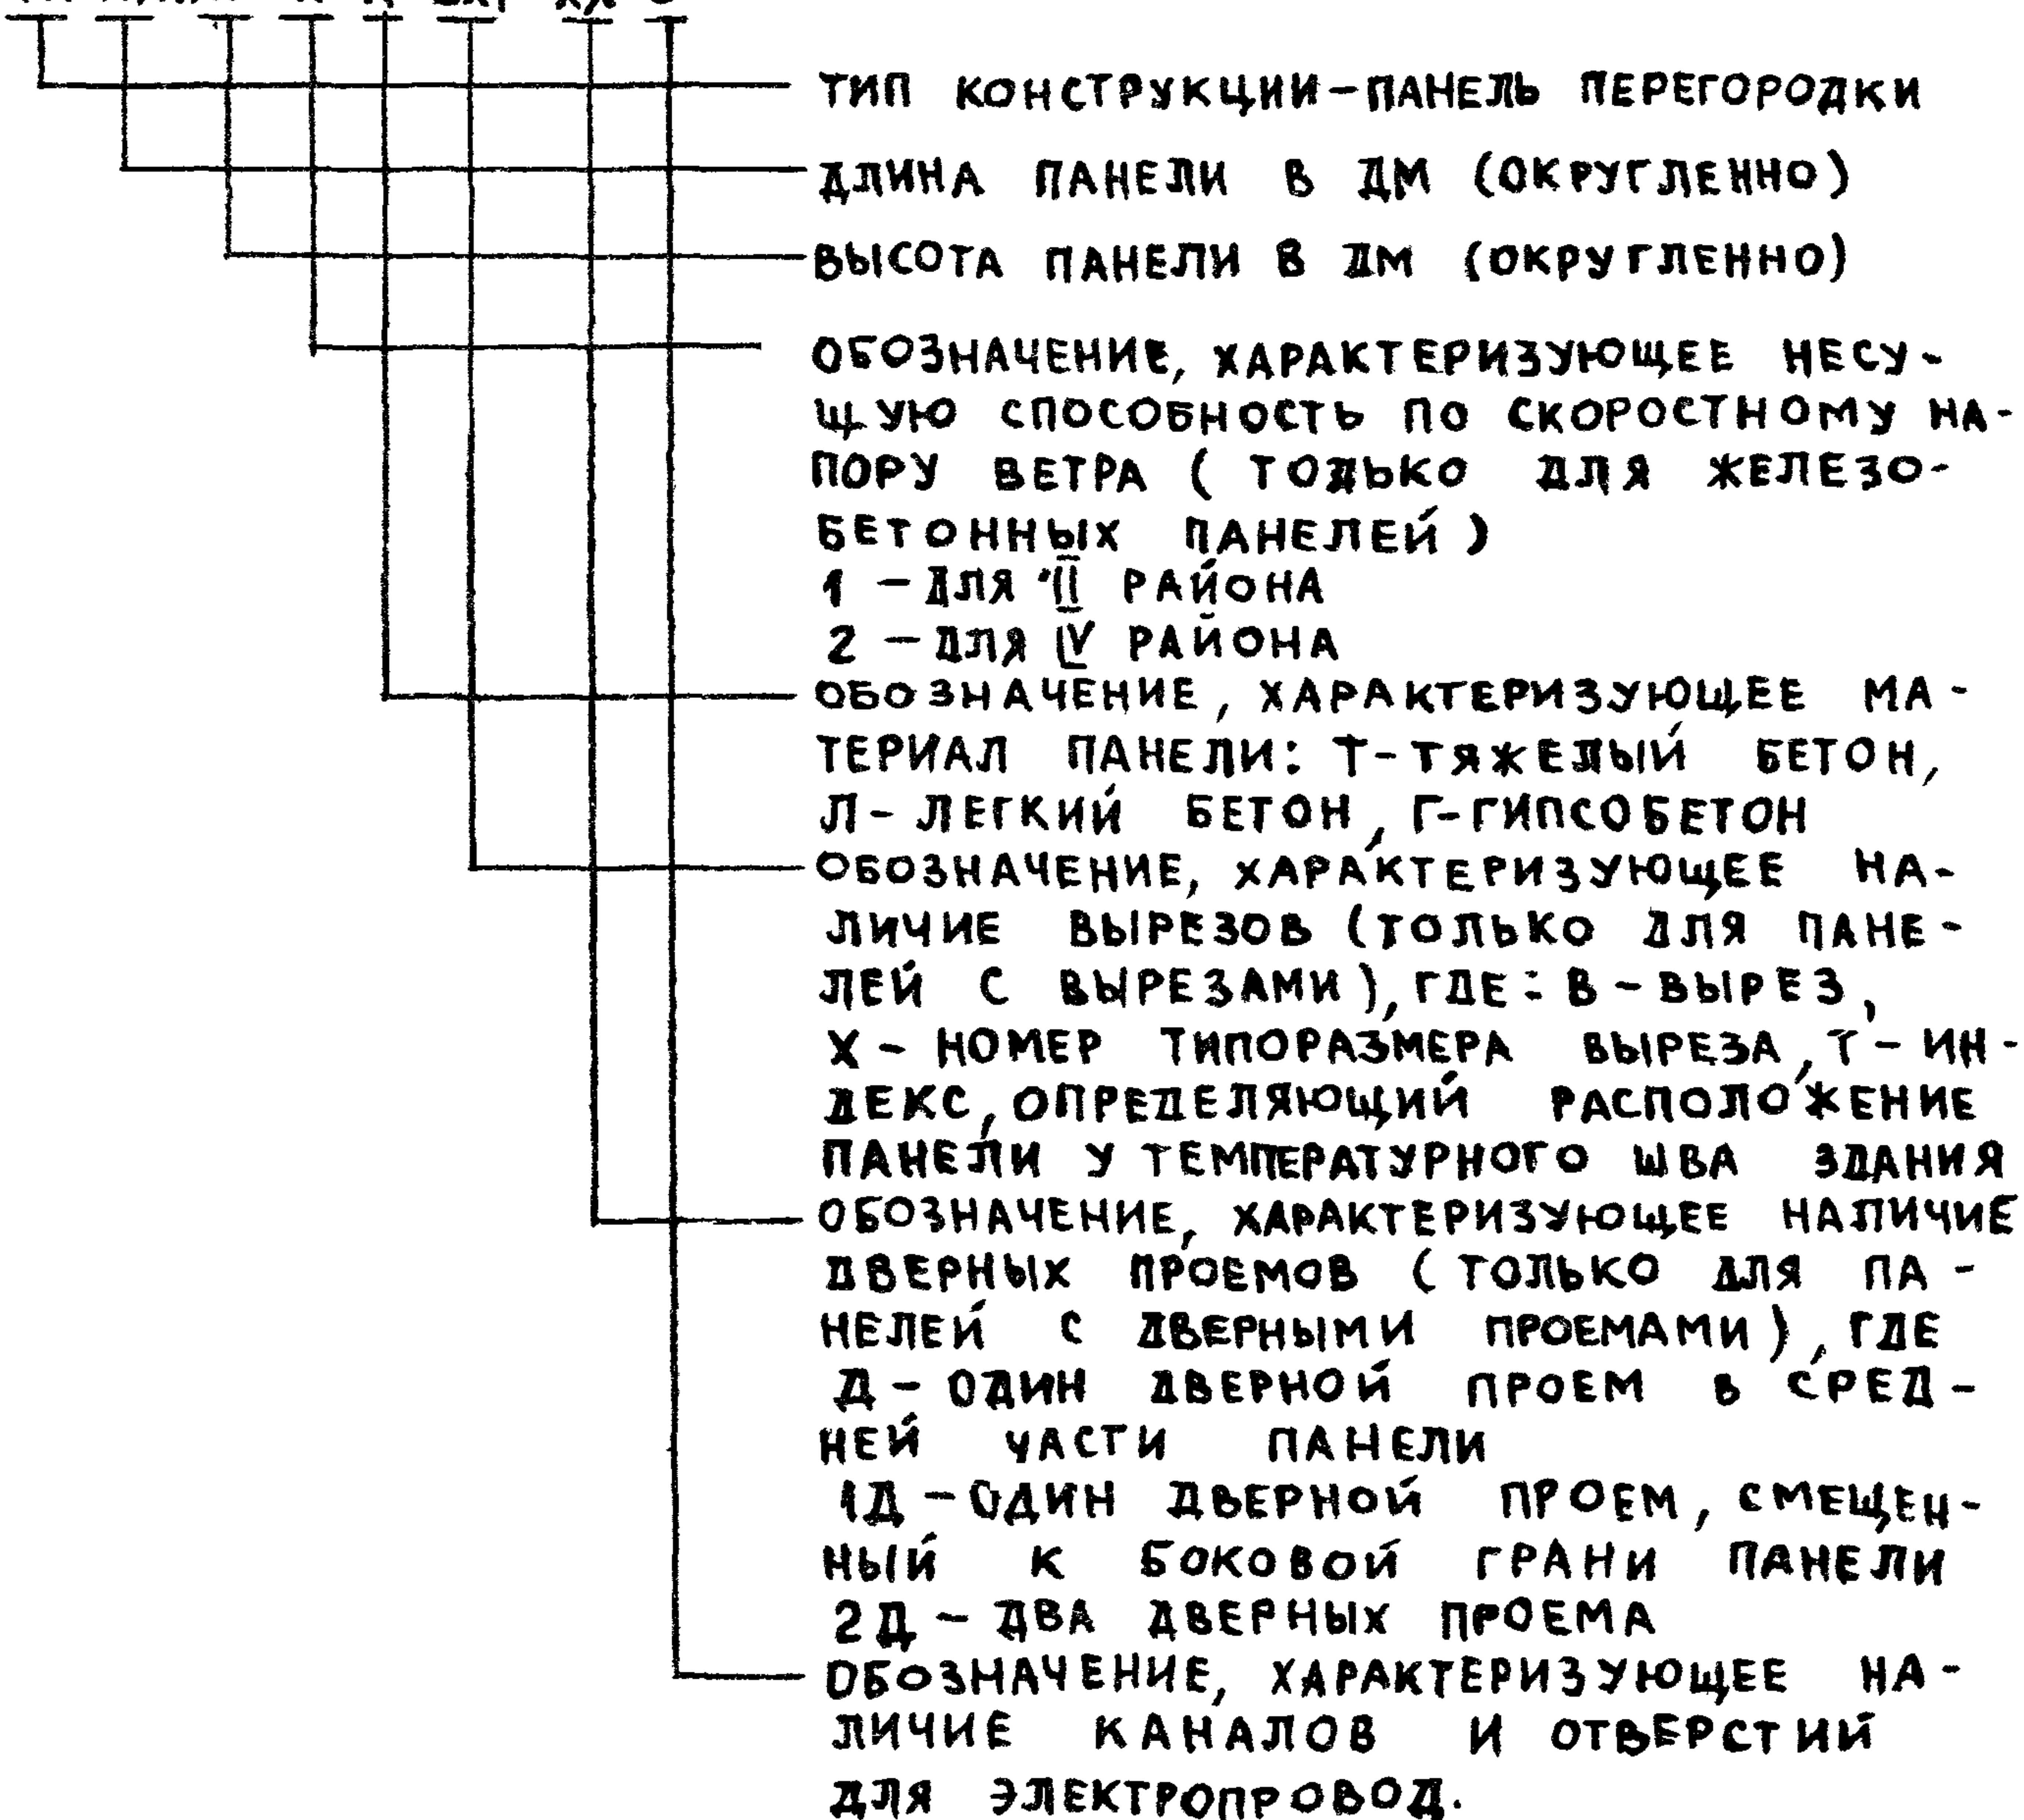 ТИП КОНСТРУКЦИИ-ПАНЕЛЬ ПЕРЕГОРОДКИ
ДЛИНА ПАНЕЛИ В ДМ (ОКРУГЛЕННО)
ВЫСОТА ПАНЕЛИ В ДМ (ОКРУГЛЕННО)
ОБОЗНАЧЕНИЕ, ХАРАКТЕРИЗУЮЩЕЕ НЕСУ-
ЩУЮ СПОСОБНОСТЬ ПО СКОРОСТНОМУ НА-
ПОРУ ВЕТРА (ТОЛЬКО ДЛЯ ЖЕЛЕЗО-
БЕТОННЫХ ПАНЕЛЕЙ)
1 - ДЛЯ II РАЙОНА
2 - ДЛЯ IV РАЙОНА
ОБОЗНАЧЕНИЕ, ХАРАКТЕРИЗУЮЩЕЕ МА-
ТЕРИАЛ ПАНЕЛИ: Т-ТЯЖЕЛЫЙ БЕТОН,
Л-ЛЕГКИЙ БЕТОН, Г-ГИПСОБЕТОН
ОБОЗНАЧЕНИЕ, ХАРАКТЕРИЗУЮЩЕЕ НА-
ЛИЧИЕ ВЫРЕЗОВ (ТОЛЬКО ДЛЯ ПАНЕ-
ЛЕЙ С ВЫРЕЗАМИ), ГДЕ: В-ВЫРЕЗ,
Х - НОМЕР ТИПОРАЗМЕРА ВЫРЕЗА, Т-ИН-
ДЕКС, ОПРЕДЕЛЯЮЩИЙ РАСПОЛОЖЕНИЕ
ПАНЕЛИ У ТЕМПЕРАТУРНОГО ШВА ЗДАНИЯ
ОБОЗНАЧЕНИЕ, ХАРАКТЕРИЗУЮЩЕЕ НАЛИЧИЕ
ДВЕРНЫХ ПРОЕМОВ (ТОЛЬКО ДЛЯ ПА-
НЕЛЕЙ С ДВЕРНЫМИ ПРОЕМАМИ), ГДЕ
Д - ОДИН ДВЕРНОЙ ПРОЕМ В СРЕД-
НЕЙ ЧАСТИ ПАНЕЛИ
1Д - ОДИН ДВЕРНОЙ ПРОЕМ, СМЕЩЕН-
НЫЙ К БОКОВОЙ ГРАНИ ПАНЕЛИ
2Д - ДВА ДВЕРНЫХ ПРОЕМА
ОБОЗНАЧЕНИЕ, ХАРАКТЕРИЗУЮЩЕЕ НА-
ЛИЧИЕ КАНАЛОВ И ОТВЕРСТИЙ
ДЛЯ ЭЛЕКТРОПРОВОД.